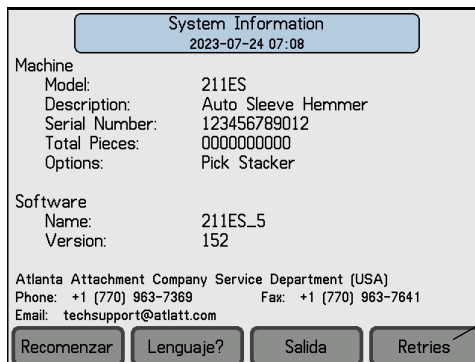 System Information
2023-07-24 07:08
Machine
Model: 211ES
Description: Auto Sleeve Hemmer
Serial Number: 123456789012
Total Pieces: 0000000000
Options: Pick Stacker
Software
Name: 211ES_5
Version: 152
Atlanta Attachment Company Service Department (USA)
Phone: +1 (770) 963-7369 Fax: +1 (770) 963-7641
Email: techsupport@atlatt.com
Recomenzar Lenguaje? Salida Retries